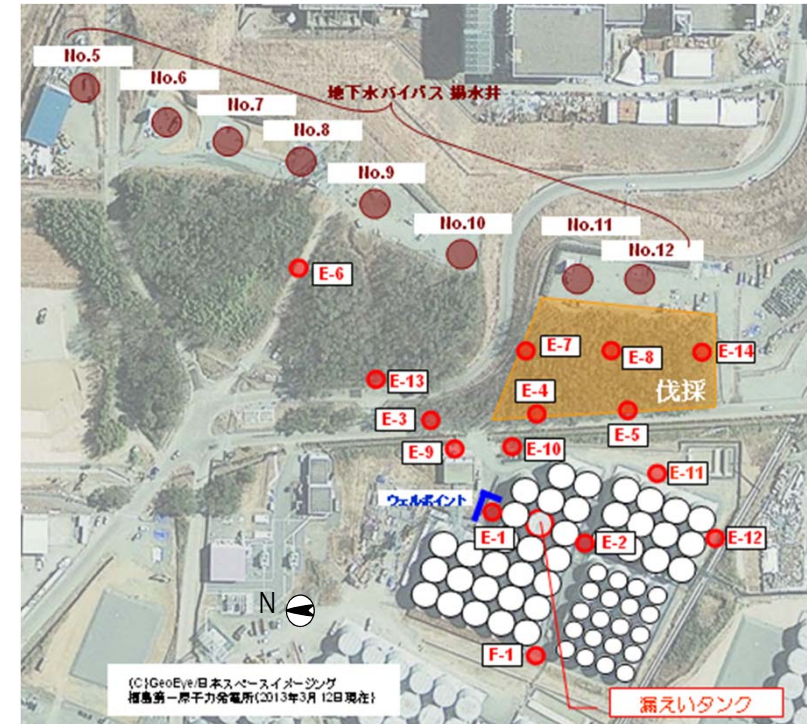 No.5
No.6
No.7
地下水バイパス 揚水井
No.8
No.9
No.10
No.11
No.12
E-6
E-7
E-8
E-14
E-13
伐採
E-4
E-3
E-5
E-9
E-10
E-11
ウェルポイント
E-1
E-2
E-12
N
F-1
(C)GeoEye/日本スペースイメージング
福島第一原子力発電所(2013年3月12日現在)
漏えいタンク